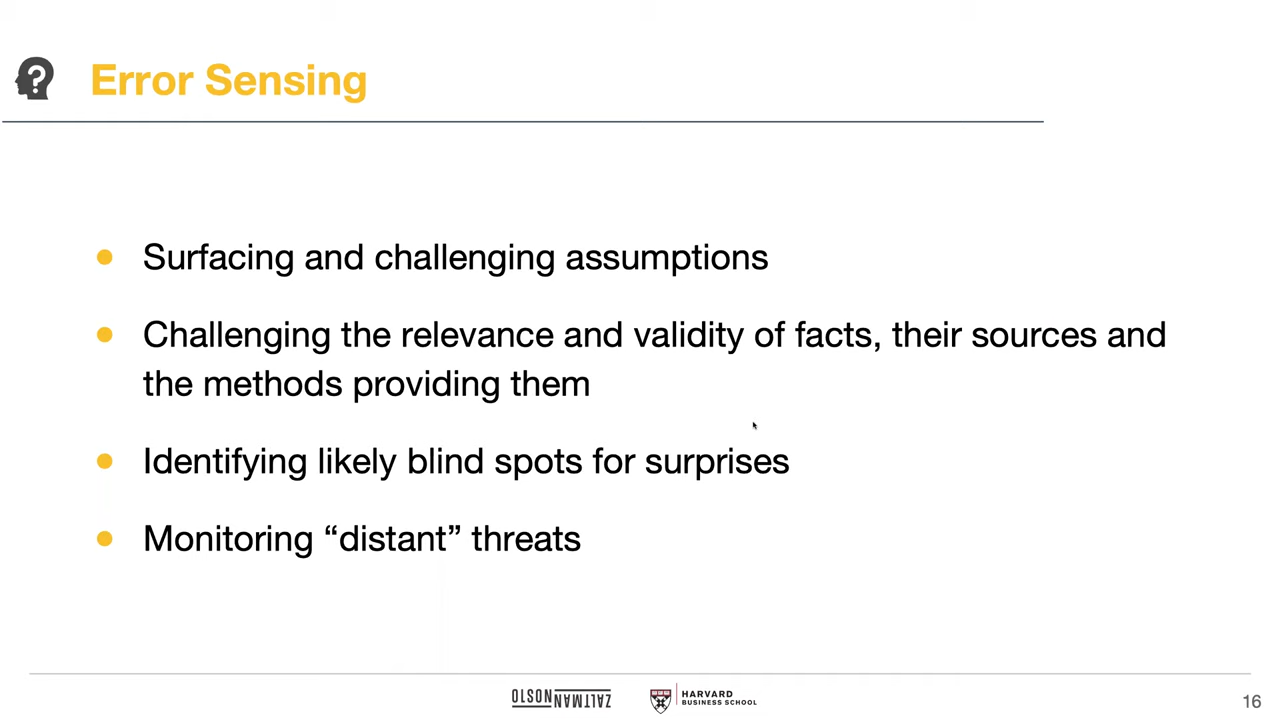 Error Sensing
Surfacing and challenging assumptions
Challenging the relevance and validity of facts, their sources and
the methods providing them
Identifying likely blind spots for surprises
Monitoring “distant” threats
OLSON ZALTMAN
HARVARD
BUSINESS SCHOOL
16